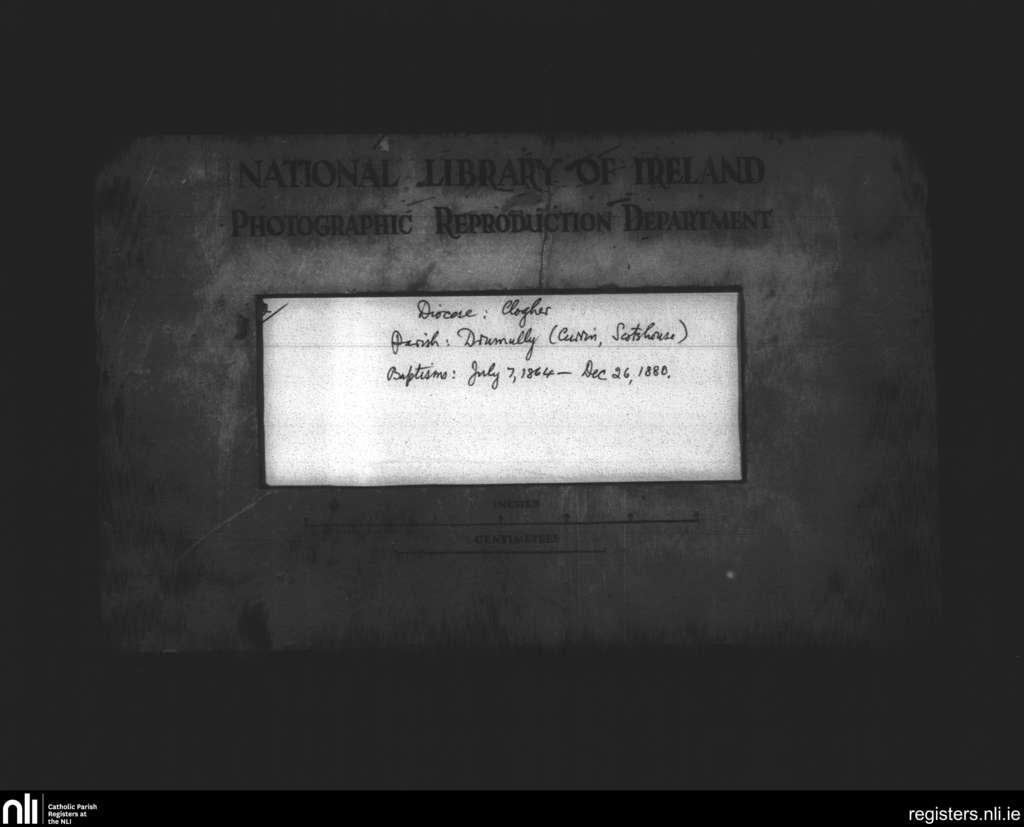 NATIONAL LIBRARY OF IRELAND
PHOTOGRAPHIC REPRODUCTION DEPARTMENT
Diocese: Clogher
Parish: Drumully (Currin, Scotshouse)
Baptisms: July 7, 1864 — Dec 26, 1880.
INCHES
CENTIMETRES
nli
Catholic Parish
Registers at
the NLI
registers.nli.ie